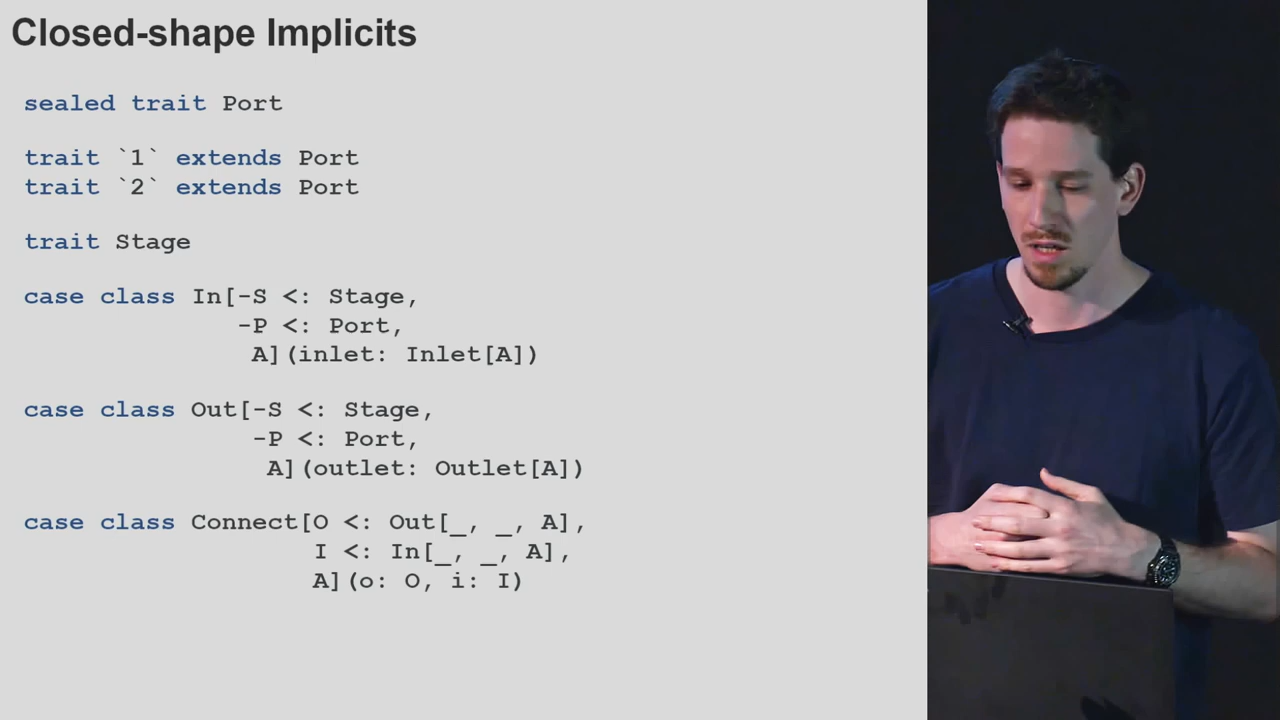 Closed-shape Implicits
sealed trait Port
trait `1` extends Port
trait `2` extends Port
trait Stage
case class In[-S <: Stage,
-P <: Port,
A](inlet: Inlet[A])
case class Out[-S <: Stage,
-P <: Port,
A](outlet: Outlet[A])
case class Connect[O <: Out[_, _, A],
I <: In[_, _, A],
A](o: O, i: I)